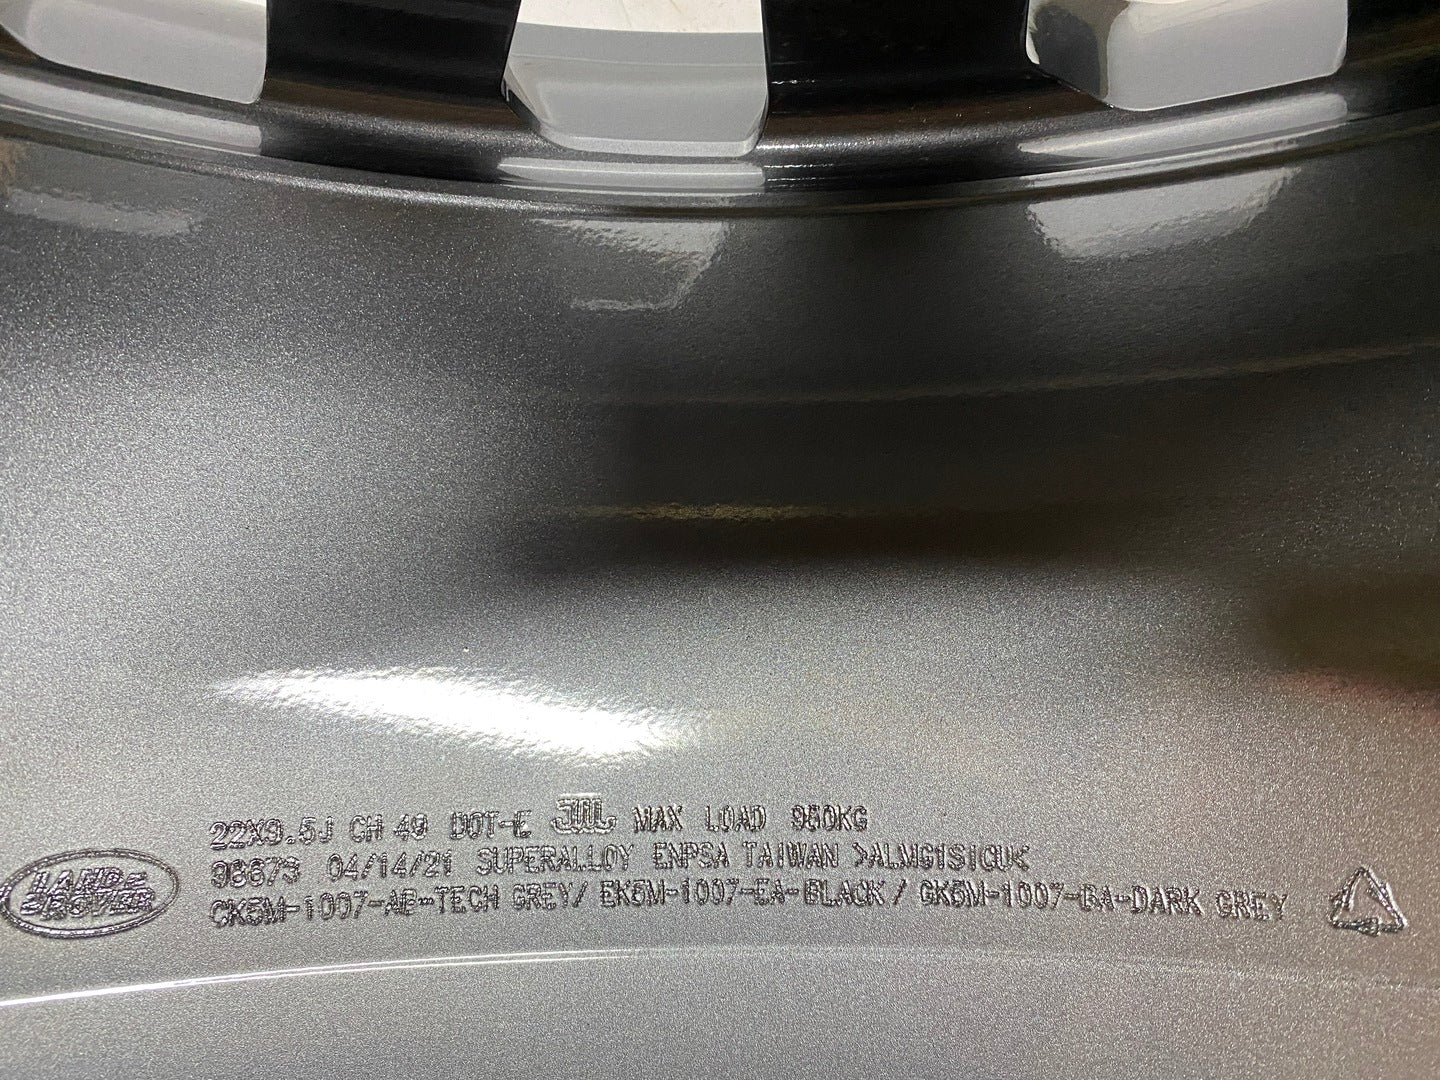 LAND-
ROVER
22X9.5J CH 49 DOT-E JWL MAX LOAD 950KG
98673 04/14/21 SUPERALLOY ENPSA TAIWAN >ALMG1SI0U<
CK5M-1007-AB-TECH GREY/ EK5M-1007-EA-BLACK / GK5M-1007-BA-DARK GREY